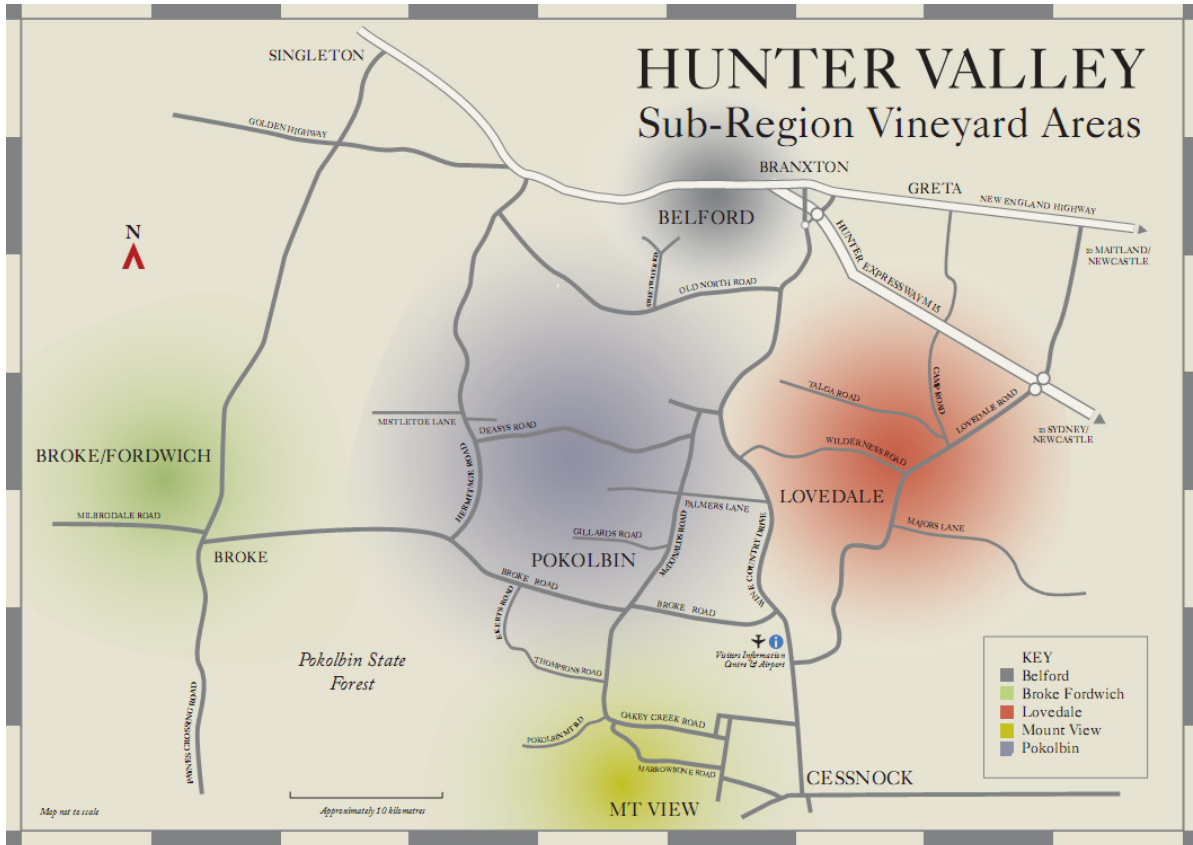 HUNTER VALLEY
Sub-Region Vineyard Areas
SINGLETON
GOLDEN HIGHWAY
BRANXTON
GRETA
NEW ENGLAND HIGHWAY
BELFORD
to MAITLAND/
NEWCASTLE
N
HUNTER EXPRESSWAY M15
SWEETWATER RD
OLD NORTH ROAD
TALGA ROAD
CAMP ROAD
LOVEDALE ROAD
to SYDNEY/
NEWCASTLE
MISTLETOE LANE
DEASYS ROAD
HERMITAGE ROAD
WILDERNESS ROAD
BROKE/FORDWICH
LOVEDALE
PALMERS LANE
MILBRODALE ROAD
GILLARDS ROAD
McDONALDS ROAD
WINE COUNTRY DRIVE
MAJORS LANE
BROKE
POKOLBIN
BROKE ROAD
BROKE ROAD
EKERTS ROAD
Visitors Information
Centre & Airport
Pokolbin State
Forest
THOMPSONS ROAD
PAYNES CROSSING ROAD
POKOLBIN MT RD
OAKEY CREEK ROAD
MARROWBONE ROAD
CESSNOCK
MT VIEW
KEY
Belford
Broke Fordwich
Lovedale
Mount View
Pokolbin
Map not to scale
Approximately 10 kilometres